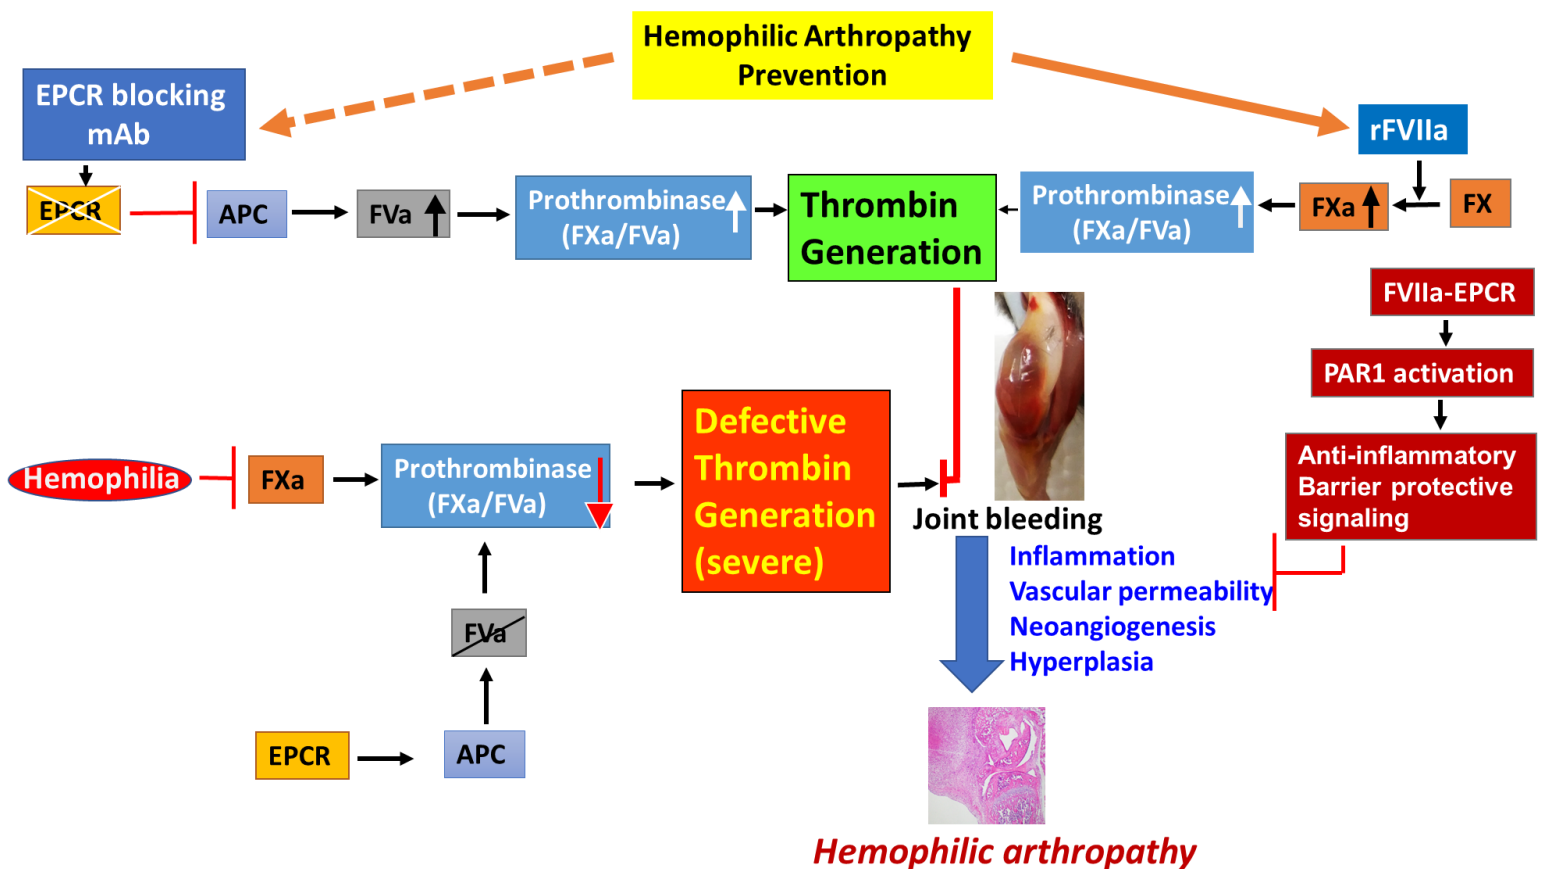 Hemophilic Arthropathy
Prevention
EPCR blocking
mAb
rFVIIa
EPCR
APC
FVa
Prothrombinase
(FXa/FVa)
Thrombin
Generation
Prothrombinase
(FXa/FVa)
FXa
FX
FVIIa-EPCR
PAR1 activation
Anti-inflammatory
Barrier protective
signaling
Hemophilia
FXa
Prothrombinase
(FXa/FVa)
Defective
Thrombin
Generation
(severe)
Joint bleeding
Inflammation
Vascular permeability
Neoangiogenesis
Hyperplasia
FVa
EPCR
APC
Hemophilic arthropathy